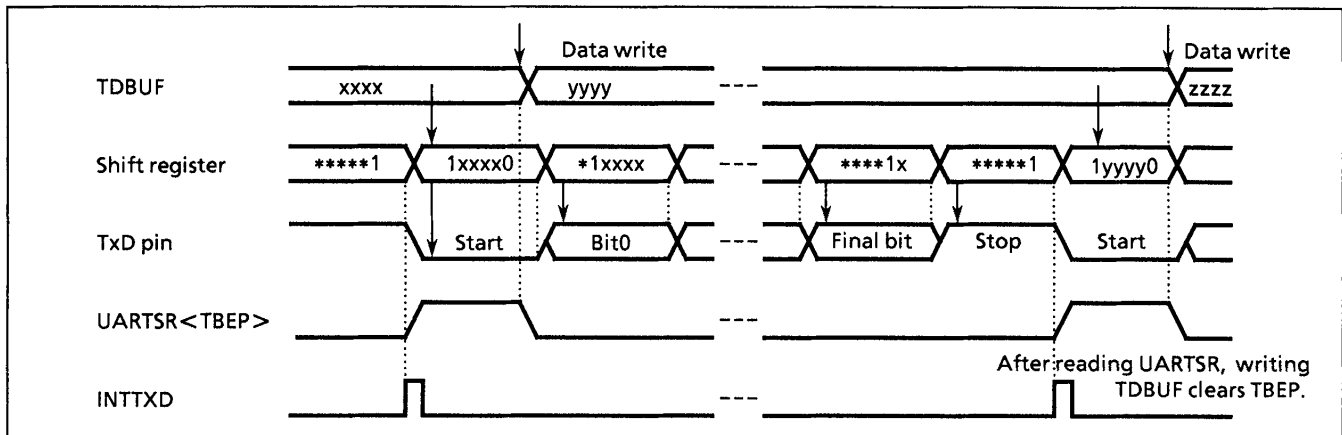 Data write Data write
TDBUF xxxx yyyy --- zzzz
Shift register *****1 1xxxx0 *1xxxx --- ****1x *****1 1yyyy0
TxD pin Start Bit0 --- Final bit Stop Start
UARTSR<TBEP> ---
After reading UARTSR, writing
INTTXD --- TDBUF clears TBEP.